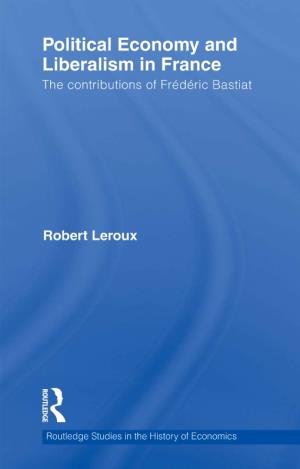 Political Economy and
Liberalism in France
The contributions of Frédéric Bastiat
Robert Leroux
ROUTLEDGE
Routledge Studies in the History of Economics